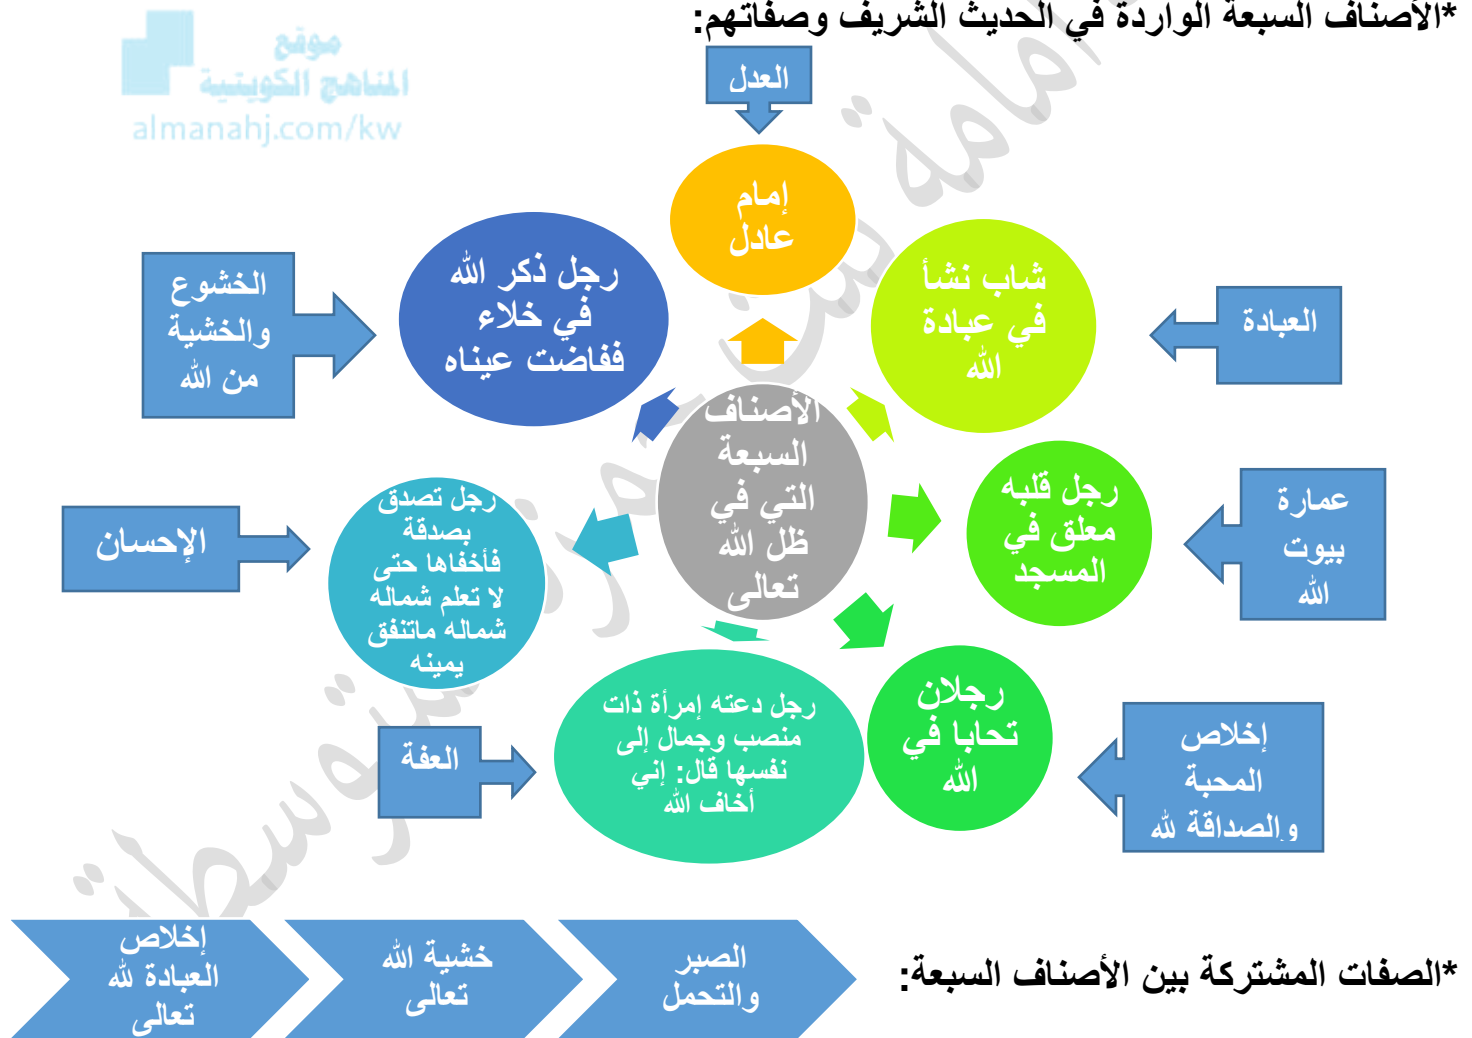 *الأصناف السبعة الواردة في الحديث الشريف وصفاتهم:
موقع
المناهج الكويتية
almanahj.com/kw
العدل
إمام
عادل
شاب نشأ
في عبادة
الله
العبادة
رجل قلبه
معلق في
المسجد
عمارة
بيوت
الله
رجلان
تحابا في
الله
إخلاص
المحبة
والصداقة لله
رجل دعته إمرأة ذات
منصب وجمال إلى
نفسها قال: إني
أخاف الله
العفة
رجل تصدق
بصدقة
فأخفاها حتى
لا تعلم شماله
شماله ماتنفق
يمينه
الإحسان
رجل ذكر الله
في خلاء
ففاضت عيناه
الخشوع
والخشية
من الله
الأصناف
السبعة
التي في
ظل الله
تعالى
*الصفات المشتركة بين الأصناف السبعة:
الصبر
والتحمل
خشية الله
تعالى
إخلاص
العبادة لله
تعالى